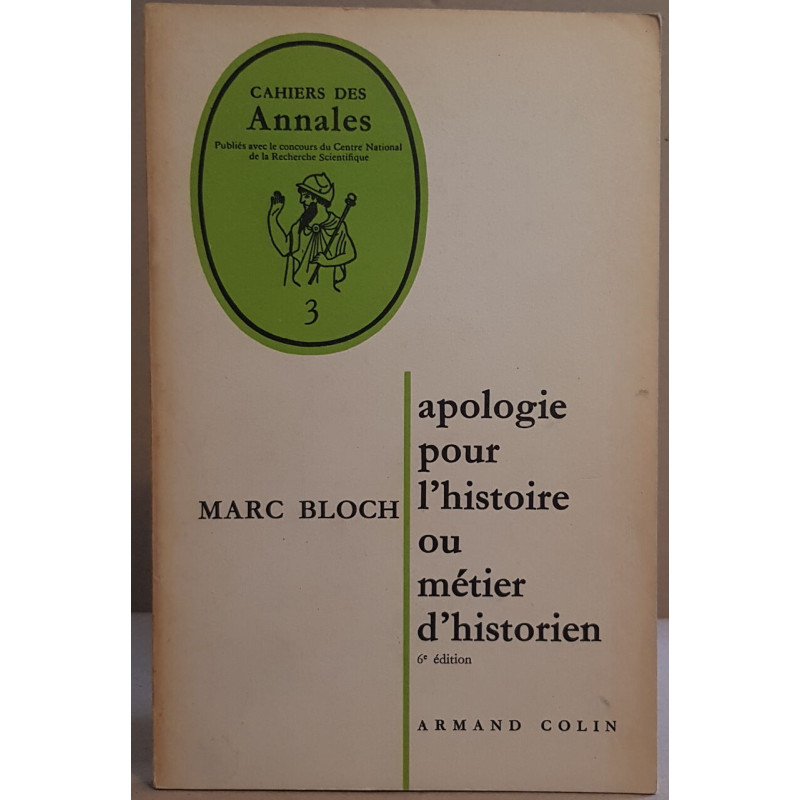 CAHIERS DES
Annales
Publiés avec le concours du Centre National
de la Recherche Scientifique
3
MARC BLOCH
apologie
pour
l'histoire
ou
métier
d'historien
6e édition
ARMAND COLIN